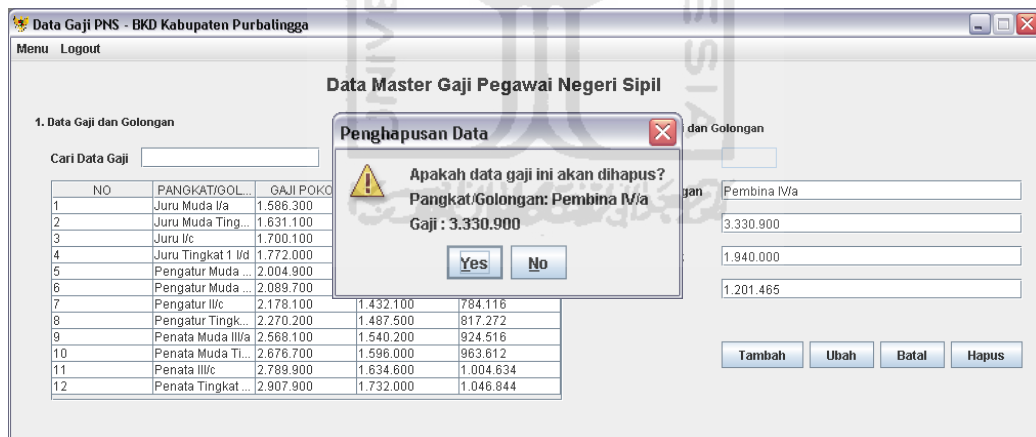 Data Gaji PNS - BKD Kabupaten Purbalingga
Menu Logout
Data Master Gaji Pegawai Negeri Sipil
1. Data Gaji dan Golongan
dan Golongan
Cari Data Gaji
Penghapusan Data
Apakah data gaji ini akan dihapus?
Pangkat/Golongan: Pembina IV/a
Gaji : 3.330.900
Yes No
NO PANGKAT/GOL... GAJI POKO
1 Juru Muda I/a 1.586.300
2 Juru Muda Ting... 1.631.100
3 Juru I/c 1.700.100
4 Juru Tingkat 1 I/d 1.772.000
5 Pengatur Muda ... 2.004.900
6 Pengatur Muda ... 2.089.700
7 Pengatur II/c 2.178.100 1.432.100 784.116
8 Pengatur Tingk... 2.270.200 1.487.500 817.272
9 Penata Muda III/a 2.568.100 1.540.200 924.516
10 Penata Muda Ti... 2.676.700 1.596.000 963.612
11 Penata III/c 2.789.900 1.634.600 1.004.634
12 Penata Tingkat ... 2.907.900 1.732.000 1.046.844
gan Pembina IV/a
3.330.900
1.940.000
1.201.465
Tambah Ubah Batal Hapus